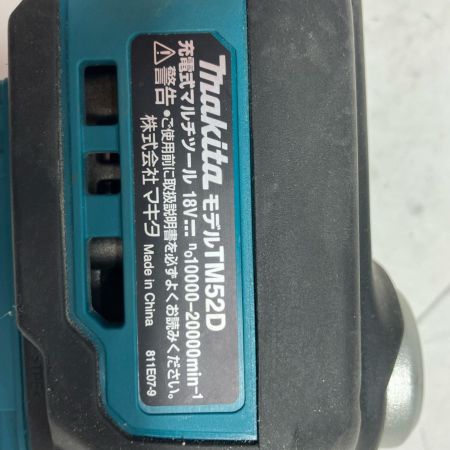 makita モデルTM52D
充電式マルチツール 18V⎓ n₀10000-20000min⁻¹
⚠警告 •ご使用前に取扱説明書を必ずよくお読みください。
株式会社マキタ Made in China 811E07-9